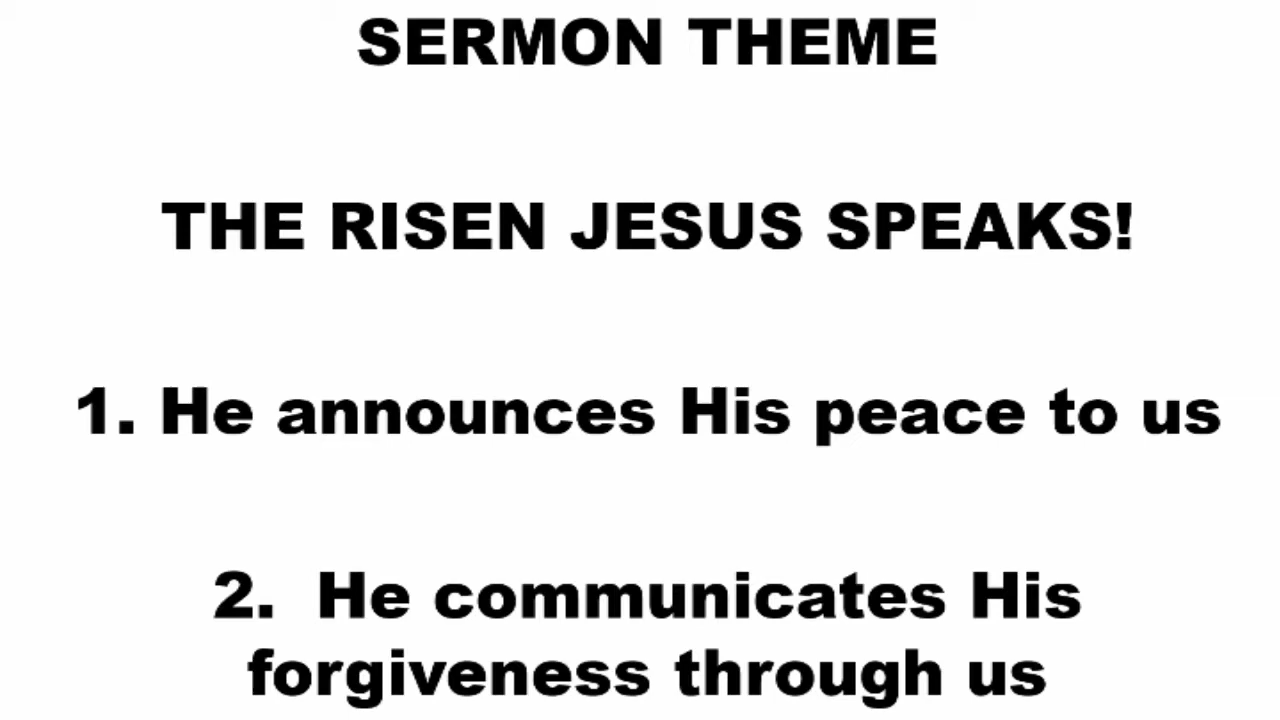 SERMON THEME
THE RISEN JESUS SPEAKS!
1. He announces His peace to us
2.  He communicates His
forgiveness through us